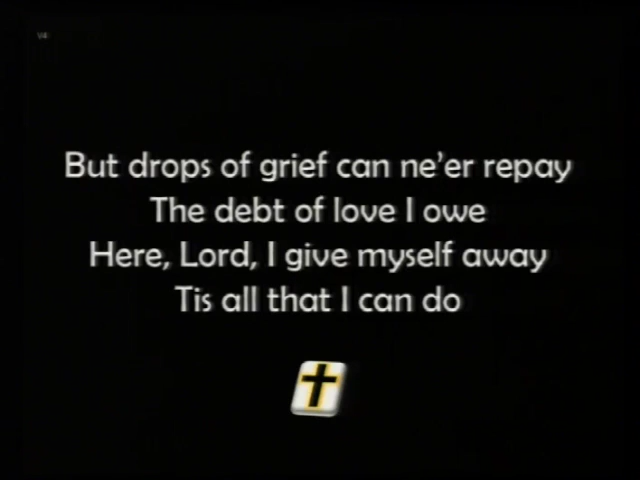 V4
But drops of grief can ne'er repay
The debt of love I owe
Here, Lord, I give myself away
Tis all that I can do